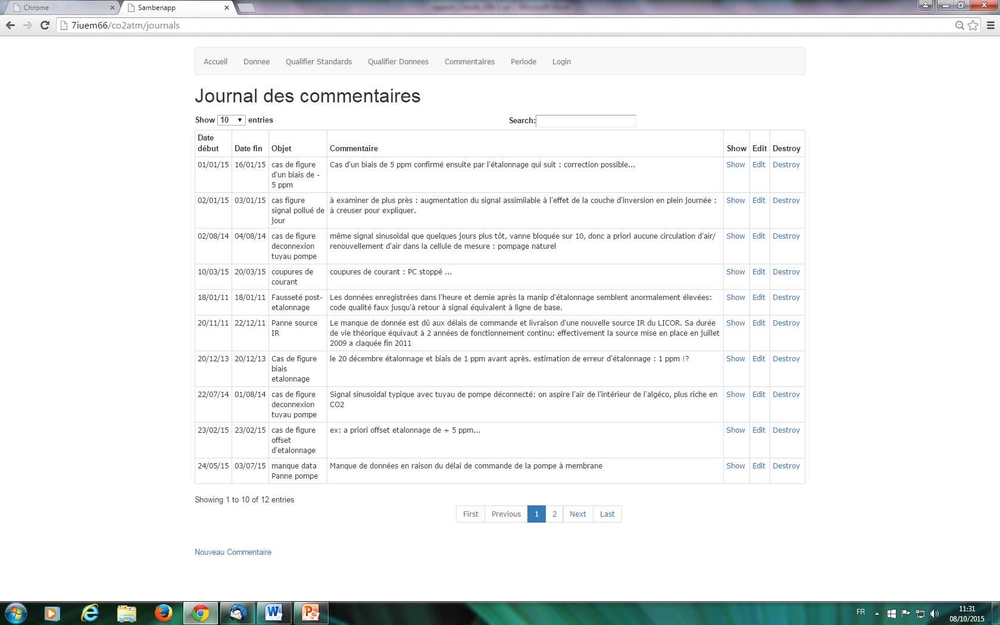 Chrome
Sambenapp
7iuem66/co2atm/journals
Accueil Donnee Qualifier Standards Qualifier Donnees Commentaires Periode Login
Journal des commentaires
Show 10 entries
Search:
Date début Date fin Objet Commentaire Show Edit Destroy
01/01/15 16/01/15 cas de figure Cas d'un biais de 5 ppm confirmé ensuite par l'étalonnage qui suit : correction possible... Show Edit Destroy
d'un biais de -
5 ppm
02/01/15 03/01/15 cas figure à examiner de plus près : augmentation du signal assimilable à l'effet de la couche d'inversion en plein journée : Show Edit Destroy
signal pollué de à creuser pour expliquer.
jour
02/08/14 04/08/14 cas de figure même signal sinusoidal que quelques jours plus tôt, vanne bloquée sur 10, donc a priori aucune circulation d'air/ Show Edit Destroy
deconnexion renouvellement d'air dans la cellule de mesure : pompage naturel
tuyau pompe
10/03/15 20/03/15 coupures de coupures de courant : PC stoppé ... Show Edit Destroy
courant
18/01/11 18/01/11 Fausseté post- Les données enregistrées dans l'heure et demie après la manip d'étalonnage semblent anormalement élevées: Show Edit Destroy
etalonnage code qualité faux jusqu'à retour à signal équivalent à ligne de base.
20/11/11 22/12/11 Panne source Le manque de donnée est dû aux délais de commande et livraison d'une nouvelle source IR du LICOR. Sa durée Show Edit Destroy
IR de vie théorique équivaut à 2 années de fonctionnement continu: effectivement la source mise en place en juillet
2009 a claquée fin 2011
20/12/13 20/12/13 Cas de figure le 20 décembre étalonnage et biais de 1 ppm avant après. estimation de erreur d'étalonnage : 1 ppm !? Show Edit Destroy
biais
etalonnage
22/07/14 01/08/14 cas de figure Signal sinusoidal typique avec tuyau de pompe déconnecté: on aspire l'air de l'intérieur de l'algéco, plus riche en Show Edit Destroy
deconnexion CO2
tuyau pompe
23/02/15 23/02/15 cas de figure ex: a priori offset etalonnage de + 5 ppm... Show Edit Destroy
offset
d'etalonnage
24/05/15 03/07/15 manque data Manque de données en raison du délai de commande de la pompe à membrane Show Edit Destroy
Panne pompe
Showing 1 to 10 of 12 entries
First Previous 1 2 Next Last
Nouveau Commentaire
FR
11:31
08/10/2015